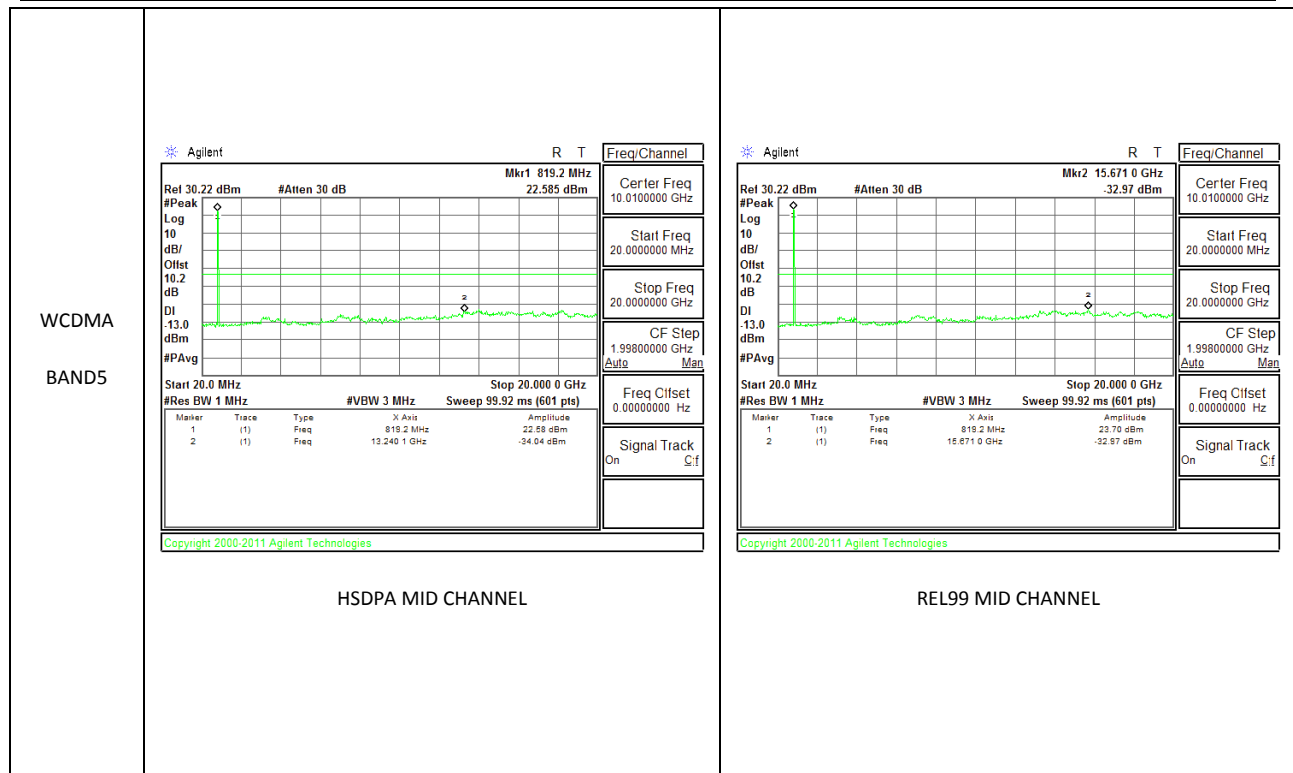 WCDMA
BAND5
Agilent R T
Mkr1 819.2 MHz
Ref 30.22 dBm #Atten 30 dB 22.585 dBm
#Peak
Log
10
dB/
Offst
10.2
dB
DI
-13.0
dBm
#PAvg
2
Start 20.0 MHz Stop 20.000 0 GHz
#Res BW 1 MHz #VBW 3 MHz Sweep 99.92 ms (601 pts)
Marker Trace Type X Axis Amplitude
1 (1) Freq 819.2 MHz 22.58 dBm
2 (1) Freq 13.240 1 GHz -34.04 dBm
Freq/Channel
Center Freq
10.0100000 GHz
Start Freq
20.0000000 MHz
Stop Freq
20.0000000 GHz
CF Step
1.99800000 GHz
Auto Man
Freq Offset
0.00000000 Hz
Signal Track
On Off
Copyright 2000-2011 Agilent Technologies
HSDPA MID CHANNEL
Agilent R T
Mkr2 15.671 0 GHz
Ref 30.22 dBm #Atten 30 dB -32.97 dBm
#Peak
Log
10
dB/
Offst
10.2
dB
DI
-13.0
dBm
#PAvg
2
Start 20.0 MHz Stop 20.000 0 GHz
#Res BW 1 MHz #VBW 3 MHz Sweep 99.92 ms (601 pts)
Marker Trace Type X Axis Amplitude
1 (1) Freq 819.2 MHz 23.70 dBm
2 (1) Freq 15.671 0 GHz -32.97 dBm
Freq/Channel
Center Freq
10.0100000 GHz
Start Freq
20.0000000 MHz
Stop Freq
20.0000000 GHz
CF Step
1.99800000 GHz
Auto Man
Freq Offset
0.00000000 Hz
Signal Track
On Off
Copyright 2000-2011 Agilent Technologies
REL99 MID CHANNEL